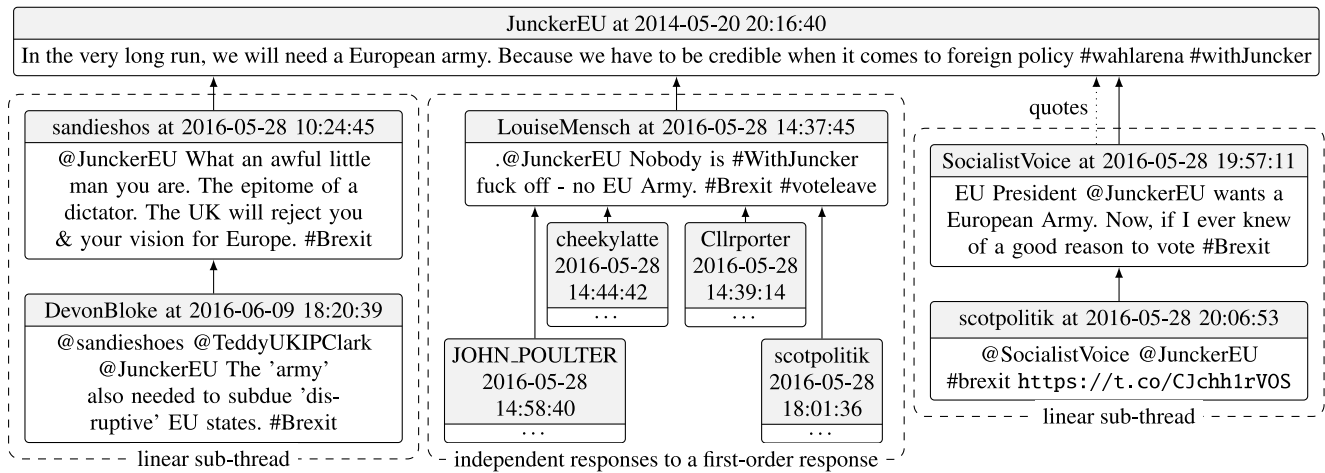 JunckerEU at 2014-05-20 20:16:40
In the very long run, we will need a European army. Because we have to be credible when it comes to foreign policy #wahlarena #withJuncker
sandieshos at 2016-05-28 10:24:45
@JunckerEU What an awful little
man you are. The epitome of a
dictator. The UK will reject you
& your vision for Europe. #Brexit
DevonBloke at 2016-06-09 18:20:39
@sandieshoes @TeddyUKIPClark
@JunckerEU The 'army'
also needed to subdue 'dis-
ruptive' EU states. #Brexit
linear sub-thread
LouiseMensch at 2016-05-28 14:37:45
.@JunckerEU Nobody is #WithJuncker
fuck off - no EU Army. #Brexit #voteleave
cheekylatte
2016-05-28
14:44:42
...
Cllrporter
2016-05-28
14:39:14
...
JOHN_POULTER
2016-05-28
14:58:40
...
scotpolitik
2016-05-28
18:01:36
...
independent responses to a first-order response
quotes
SocialistVoice at 2016-05-28 19:57:11
EU President @JunckerEU wants a
European Army. Now, if I ever knew
of a good reason to vote #Brexit
scotpolitik at 2016-05-28 20:06:53
@SocialistVoice @JunckerEU
#brexit https://t.co/CJchh1rVOS
linear sub-thread